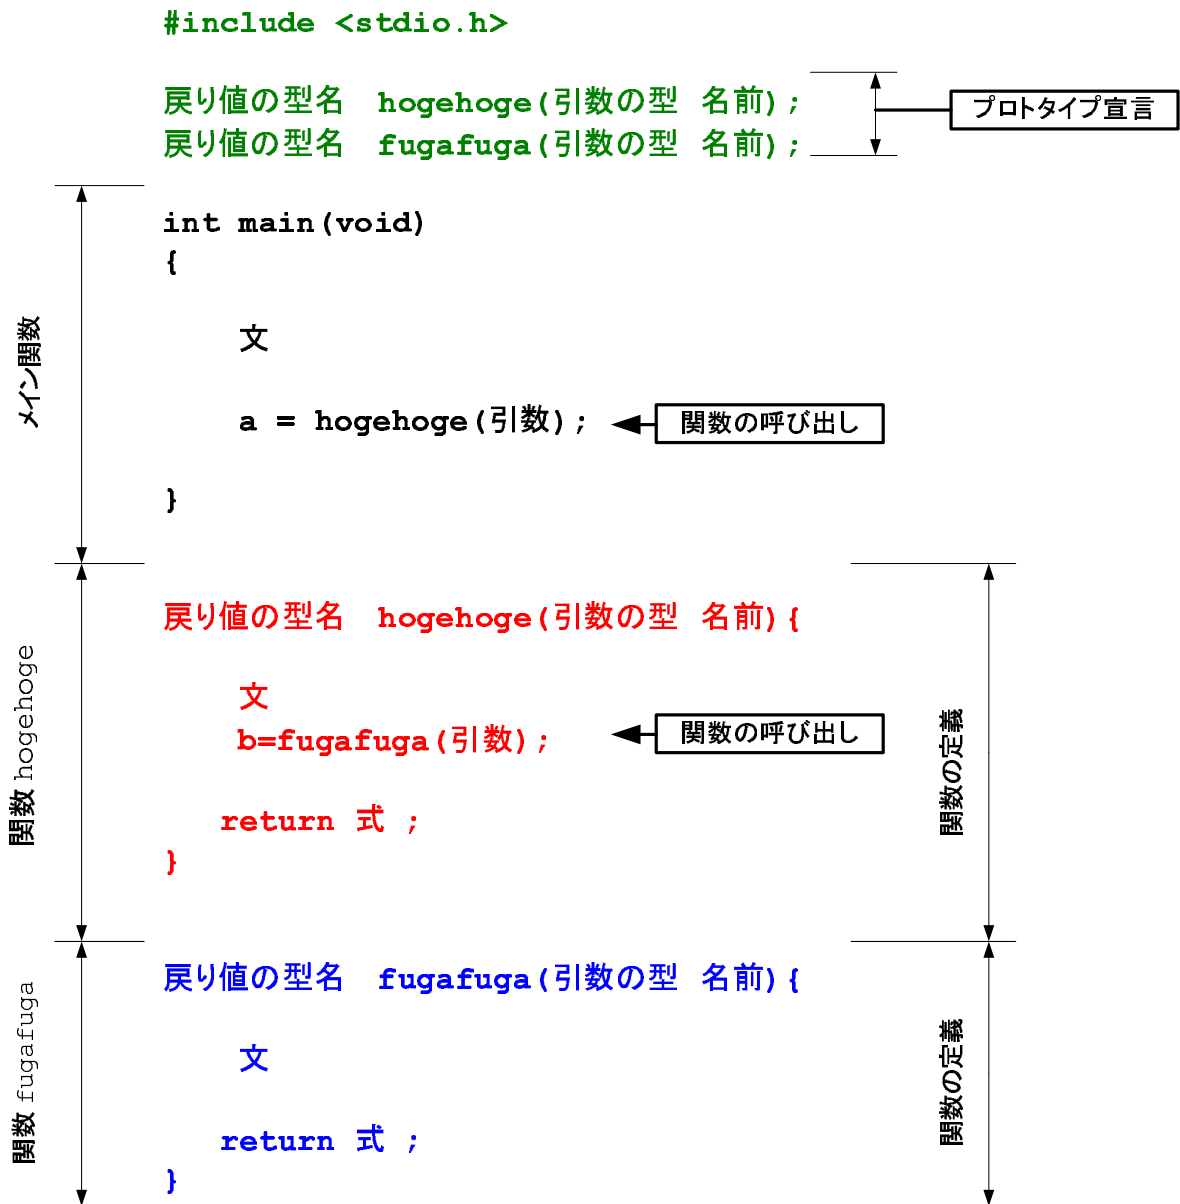 #include <stdio.h>
戻り値の型名 hogehoge(引数の型 名前);
戻り値の型名 fugafuga(引数の型 名前);
プロトタイプ宣言
メイン関数
int main(void)
{
文
a = hogehoge(引数);
関数の呼び出し
}
関数 hogehoge
戻り値の型名 hogehoge(引数の型 名前){
文
b=fugafuga(引数);
関数の呼び出し
return 式 ;
}
関数の定義
関数 fugafuga
戻り値の型名 fugafuga(引数の型 名前){
文
return 式 ;
}
関数の定義